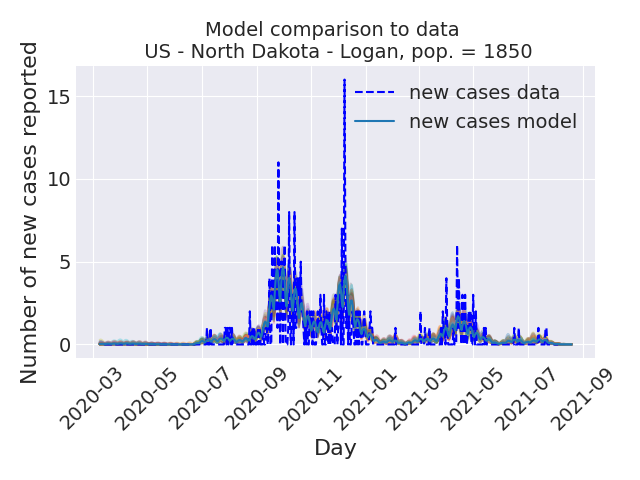 Model comparison to data
US - North Dakota - Logan, pop. = 1850
Number of new cases reported
15
10
5
0
new cases data
new cases model
2020-03
2020-05
2020-07
2020-09
2020-11
2021-01
2021-03
2021-05
2021-07
2021-09
Day